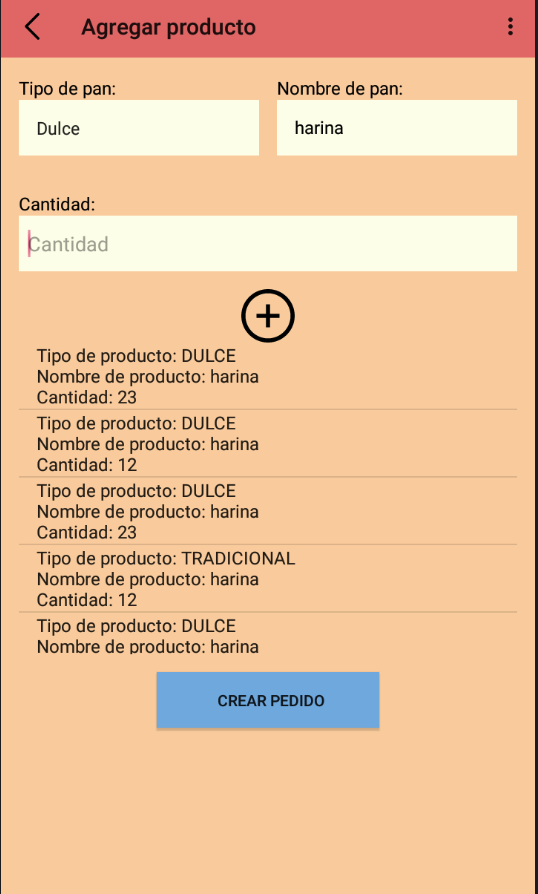 Agregar producto
Tipo de pan:
Nombre de pan:
Dulce
harina
Cantidad:
Cantidad
Tipo de producto: DULCE
Nombre de producto: harina
Cantidad: 23
Tipo de producto: DULCE
Nombre de producto: harina
Cantidad: 12
Tipo de producto: DULCE
Nombre de producto: harina
Cantidad: 23
Tipo de producto: TRADICIONAL
Nombre de producto: harina
Cantidad: 12
Tipo de producto: DULCE
Nombre de producto: harina
CREAR PEDIDO